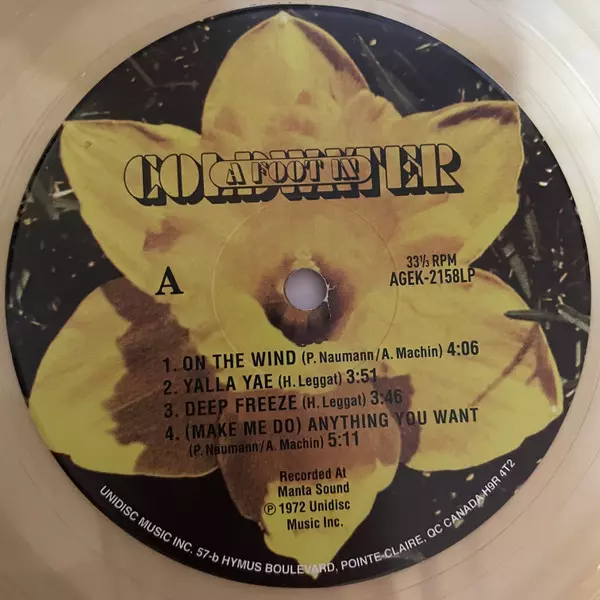 A FOOT IN
COLDWATER
A
33⅓ RPM
AGEK-2158LP
1. ON THE WIND (P. Naumann/A. Machin) 4:06
2. YALLA YAE (H. Leggat) 3:51
3. DEEP FREEZE (H. Leggat) 3:46
4. (MAKE ME DO) ANYTHING YOU WANT
(P. Naumann/A. Machin) 5:11
Recorded At
Manta Sound
℗ 1972 Unidisc
Music Inc.
UNIDISC MUSIC INC. 57-b HYMUS BOULEVARD, POINTE-CLAIRE, QC CANADA H9R 4T2